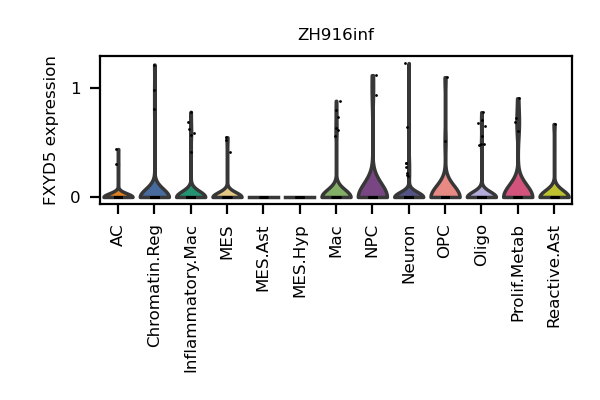 ZH916inf
FXYD5 expression
1
0
AC
Chromatin.Reg
Inflammatory.Mac
MES
MES.Ast
MES.Hyp
Mac
NPC
Neuron
OPC
Oligo
Prolif.Metab
Reactive.Ast